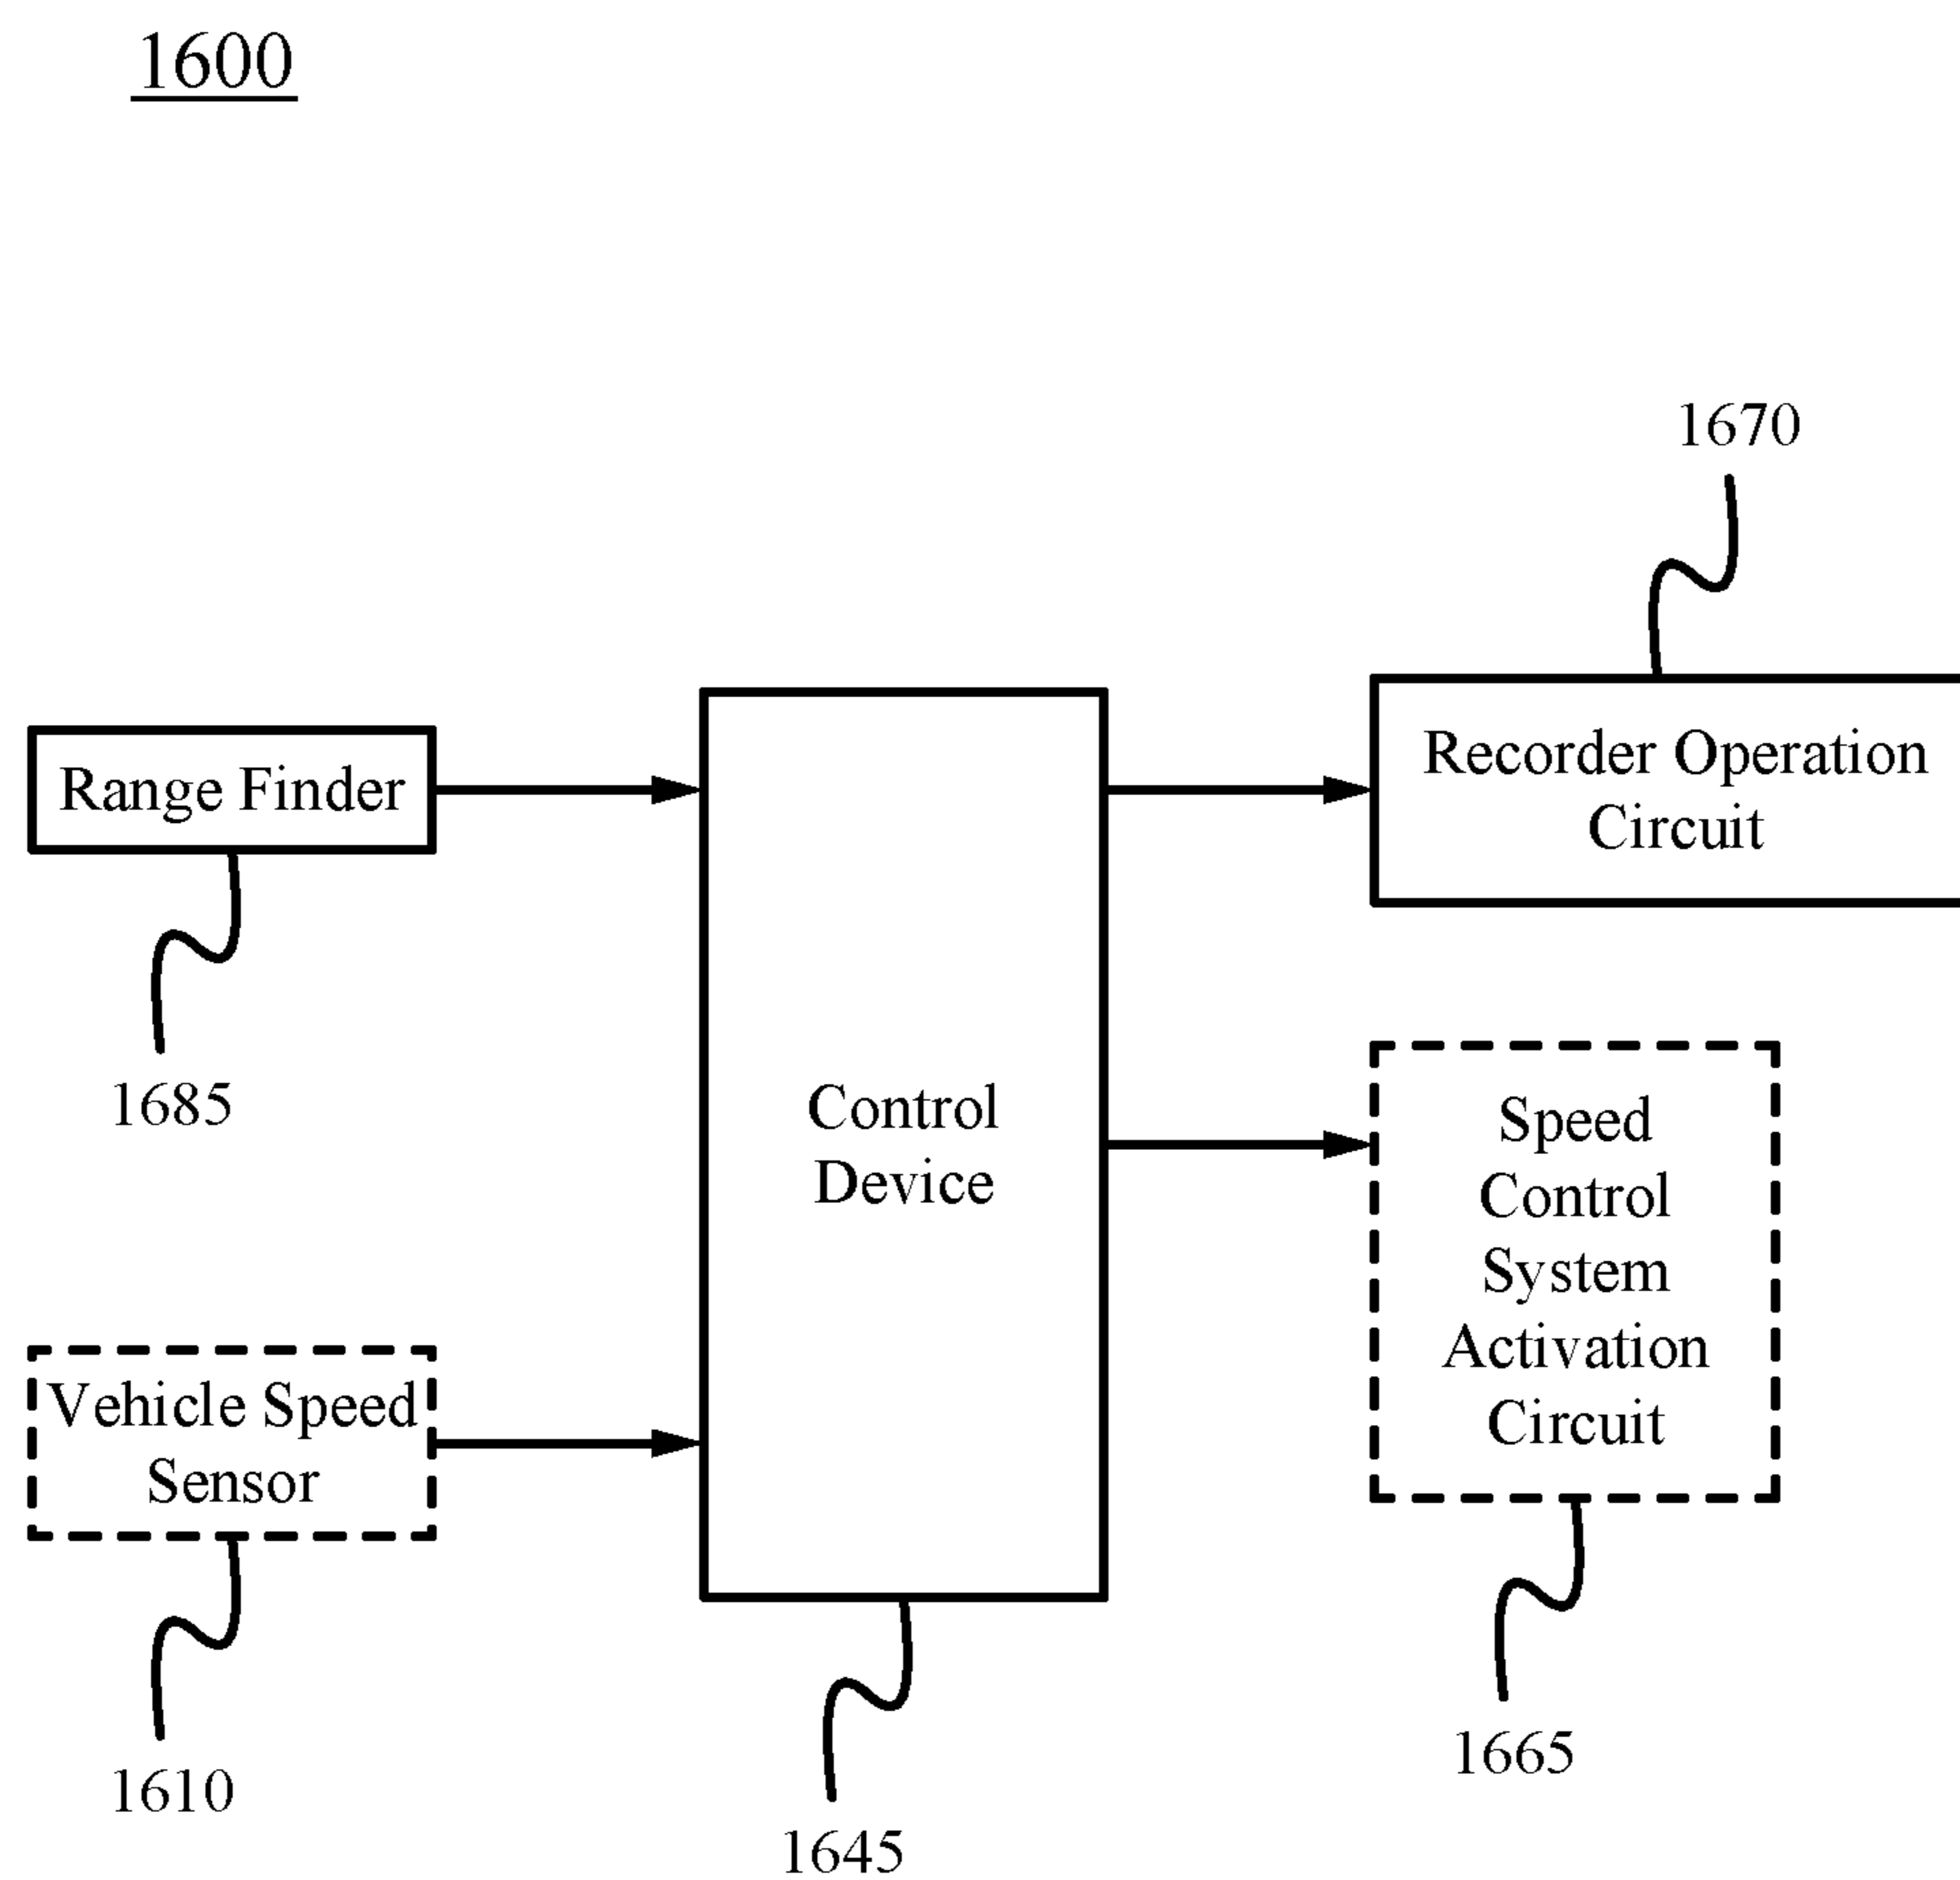 1600
1670
Range Finder
Recorder Operation
Circuit
1685
Control
Device
Speed
Control
System
Activation
Circuit
Vehicle Speed
Sensor
1610
1645
1665